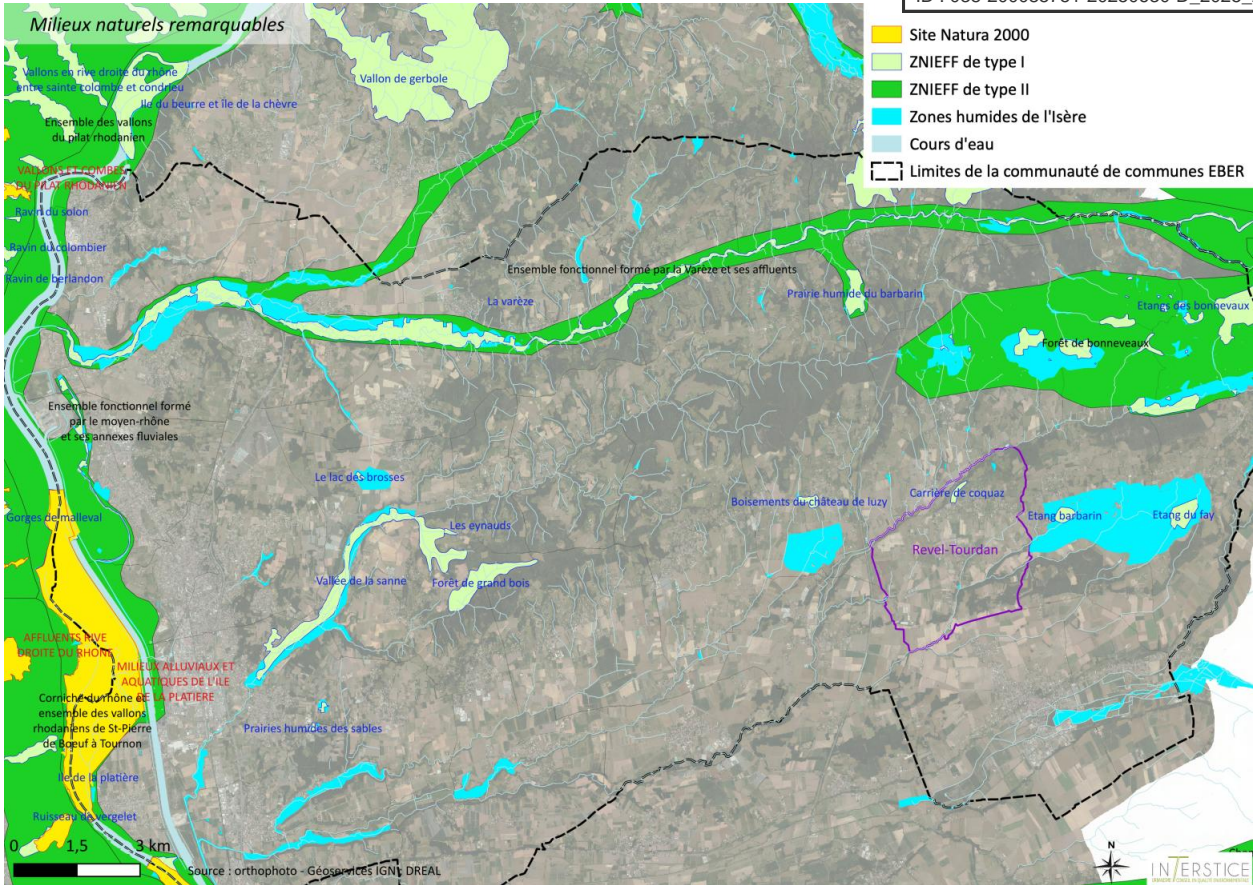 Milieux naturels remarquables
Site Natura 2000
ZNIEFF de type I
ZNIEFF de type II
Zones humides de l'Isère
Cours d'eau
Limites de la communauté de communes EBER
Vallons en rive droite du rhône
entre sainte colombe et condrieu
Ile du beurre et île de la chèvre
Vallon de gerbole
Ensemble des vallons
du pilat rhodanien
VALLONS ET COMBES
DU PILAT RHODANIEN
Ravin du solon
Ravin du colombier
Ravin de berlandon
Ensemble fonctionnel formé par la Varèze et ses affluents
La varèze
Prairie humide du barbarin
Etangs des bonnevaux
Forêt de bonneveaux
Ensemble fonctionnel formé
par le moyen-rhône
et ses annexes fluviales
Le lac des brosses
Boisements du château de luzy
Carrière de coquaz
Gorges de malleval
Les eynauds
Etang barbarin
Etang du fay
Revel-Tourdan
Vallée de la sanne
Forêt de grand bois
AFFLUENTS RIVE
DROITE DU RHONE
MILIEUX ALLUVIAUX ET
AQUATIQUES DE L'ILE
DE LA PLATIERE
Corniche du rhône et
ensemble des vallons
rhodaniens de St-Pierre
de Bœuf à Tournon
Prairies humides des sables
Ile de la platière
Ruisseau de vergelet
0 1,5 3 km
Source : orthophoto - Géoservices IGN, DREAL
N
INTERSTICE